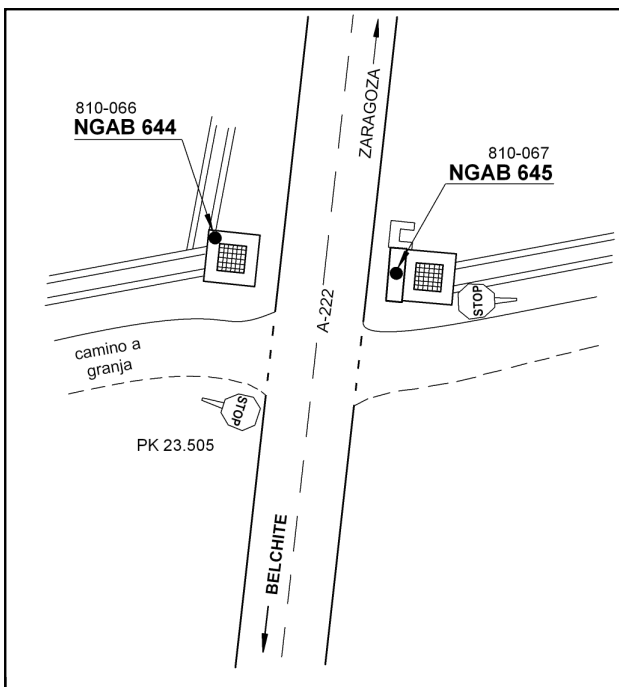 810-066
NGAB 644
ZARAGOZA
810-067
NGAB 645
A-222
STOP
camino a
granja
STOP
PK 23.505
BELCHITE